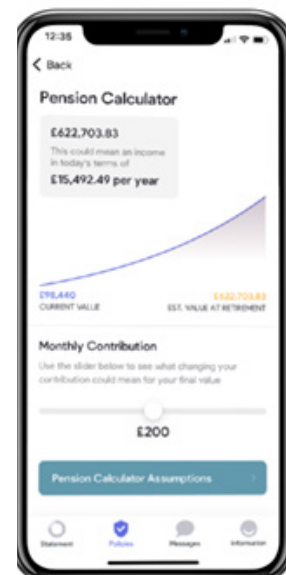 12:35
Back
Pension Calculator
£622,703.83
This could mean an income
in today's terms of
£15,492.49 per year
£98,440
£622,703.83
CURRENT VALUE
EST. VALUE AT RETIREMENT
Monthly Contribution
Use the slider below to see what changing your
contribution could mean for your final value
£200
Pension Calculator Assumptions
Statement
Policies
Messages
Information